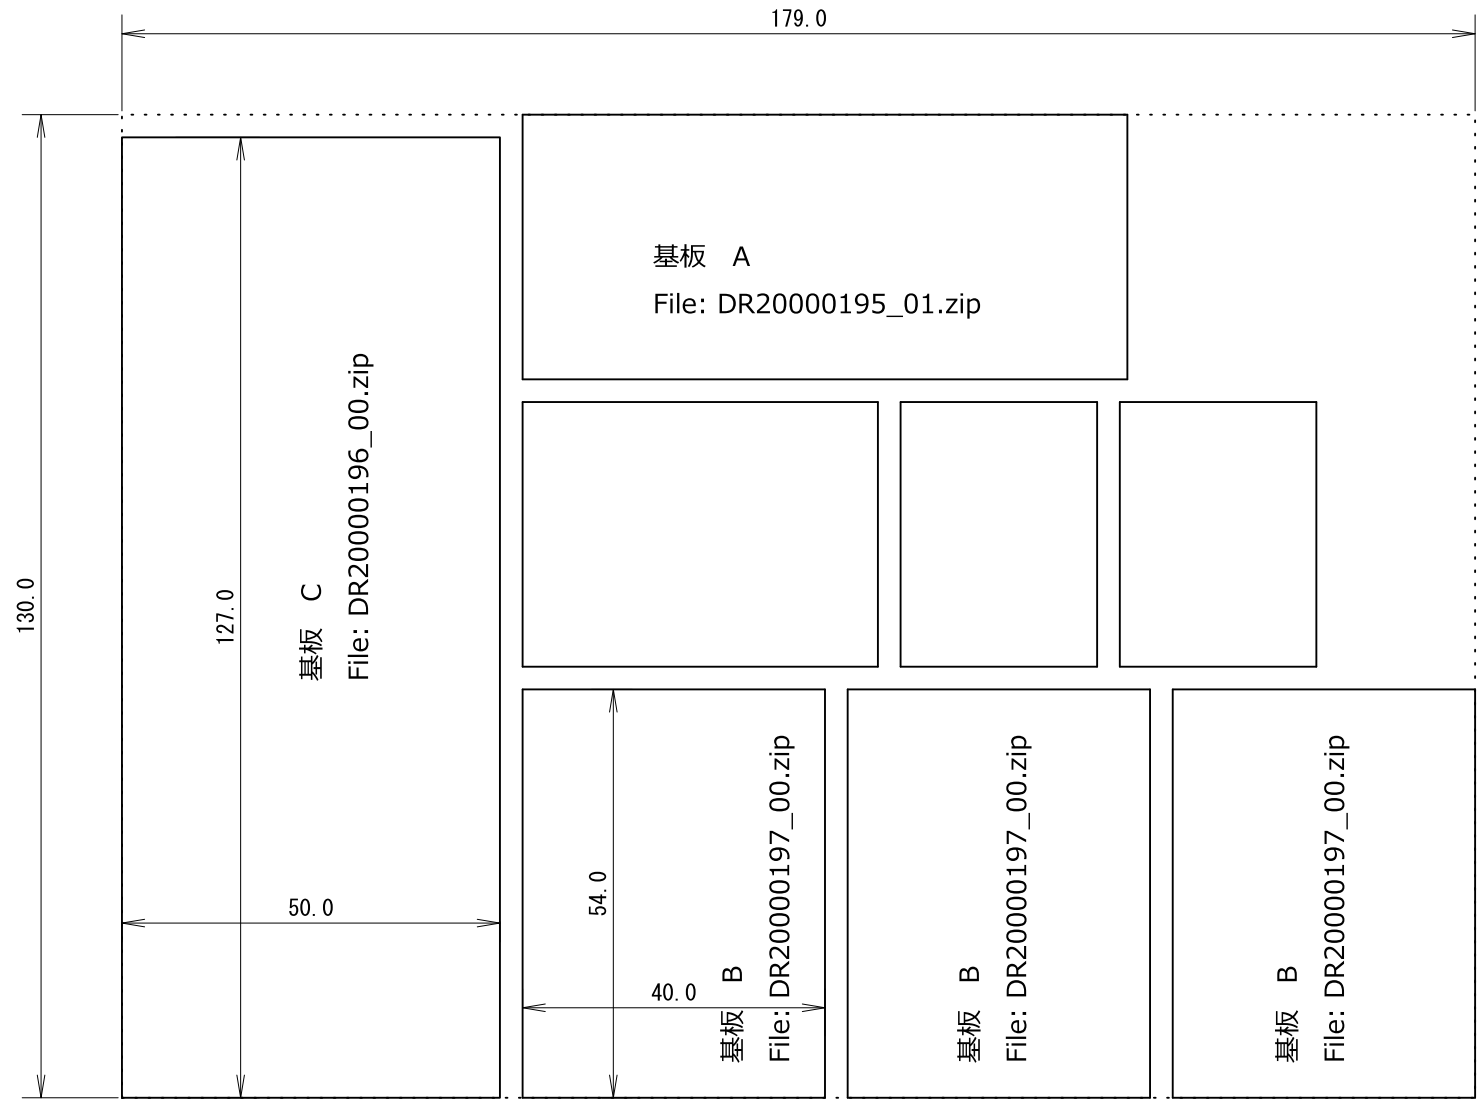 179.0
基板　A
File: DR20000195_01.zip
130.0
127.0
基板　C
File: DR20000196_00.zip
50.0
54.0
40.0
基板　B
File: DR20000197_00.zip
基板　B
File: DR20000197_00.zip
基板　B
File: DR20000197_00.zip